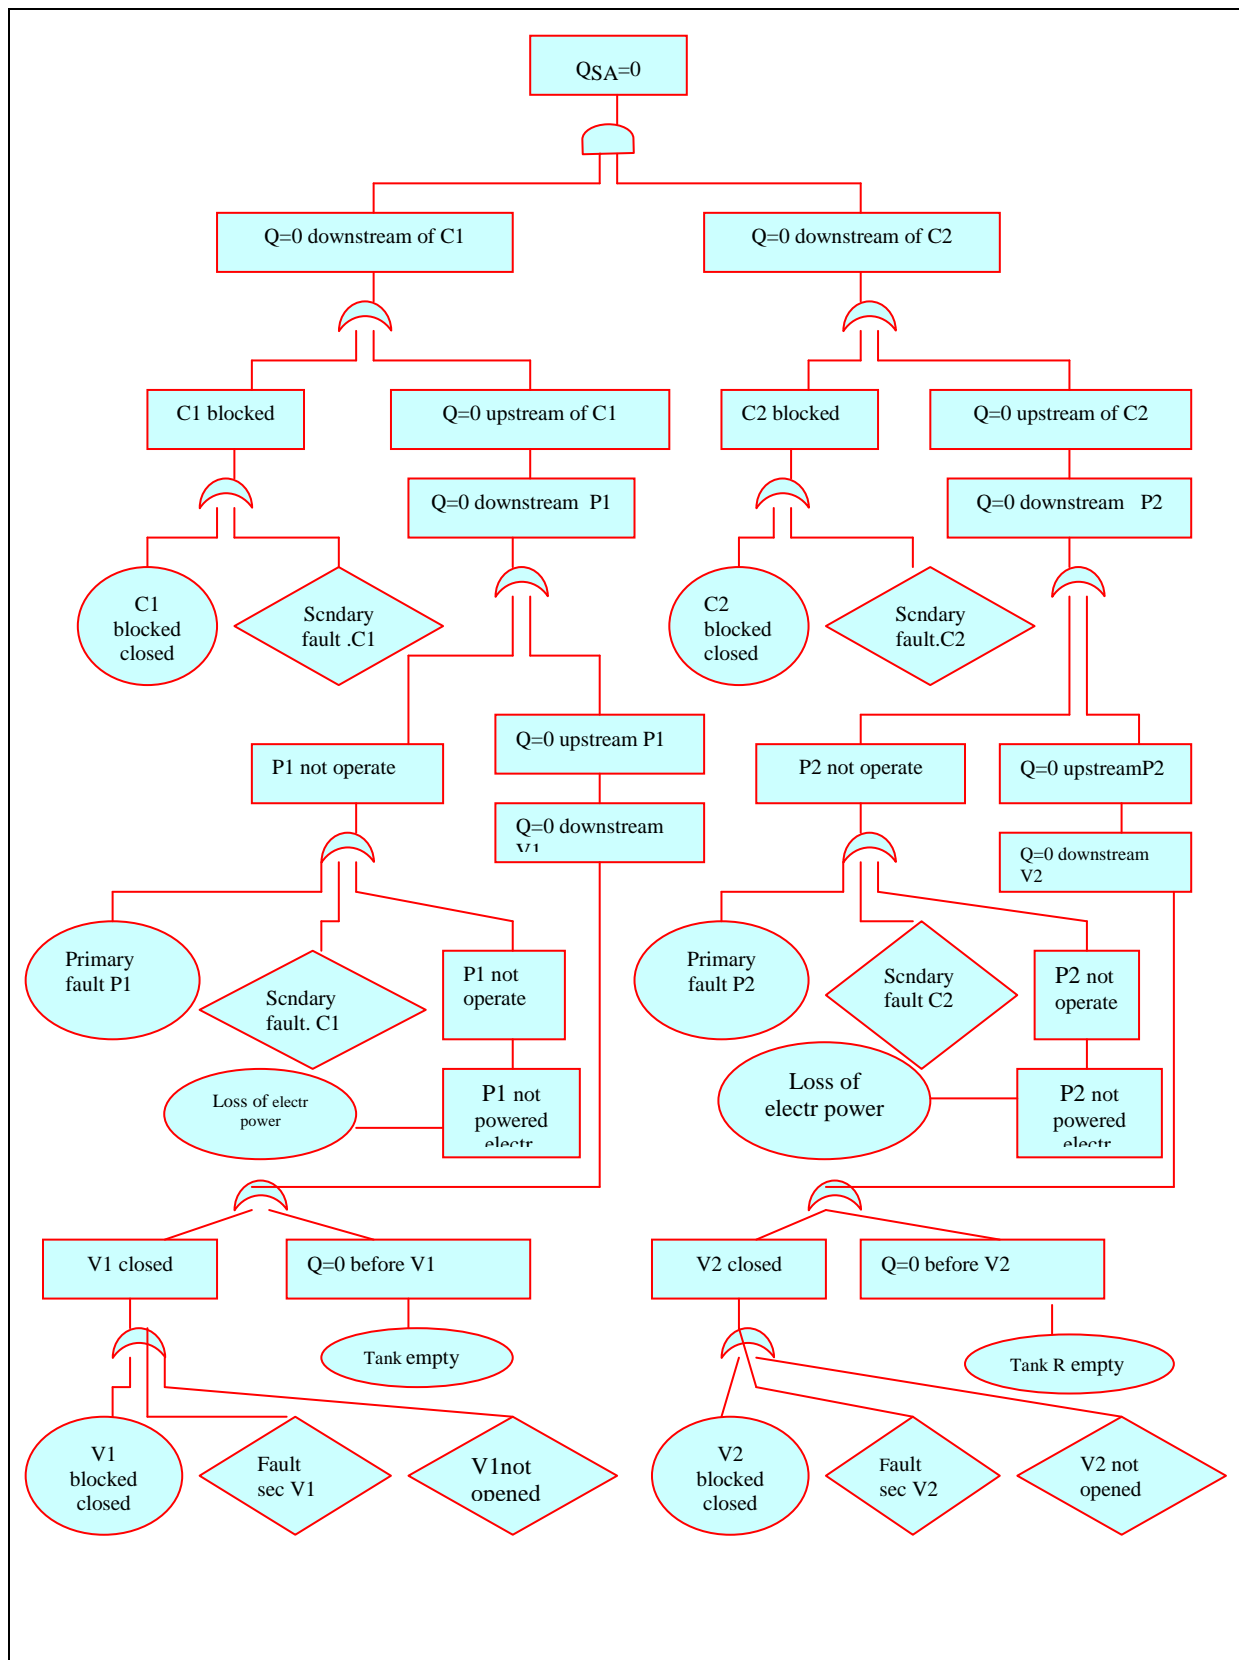 QSA=0
Q=0 downstream of C1
Q=0 downstream of C2
C1 blocked
Q=0 upstream of C1
C2 blocked
Q=0 upstream of C2
Q=0 downstream P1
Q=0 downstream P2
C1
blocked
closed
Scndary
fault .C1
C2
blocked
closed
Scndary
fault.C2
P1 not operate
Q=0 upstream P1
P2 not operate
Q=0 upstreamP2
Q=0 downstream
V1
Q=0 downstream
V2
Primary
fault P1
Scndary
fault. C1
P1 not
operate
Primary
fault P2
Scndary
fault C2
P2 not
operate
Loss of electr
power
P1 not
powered
electr
Loss of
electr power
P2 not
powered
electr
V1 closed
Q=0 before V1
V2 closed
Q=0 before V2
Tank empty
Tank R empty
V1
blocked
closed
Fault
sec V1
V1not
opened
V2
blocked
closed
Fault
sec V2
V2 not
opened